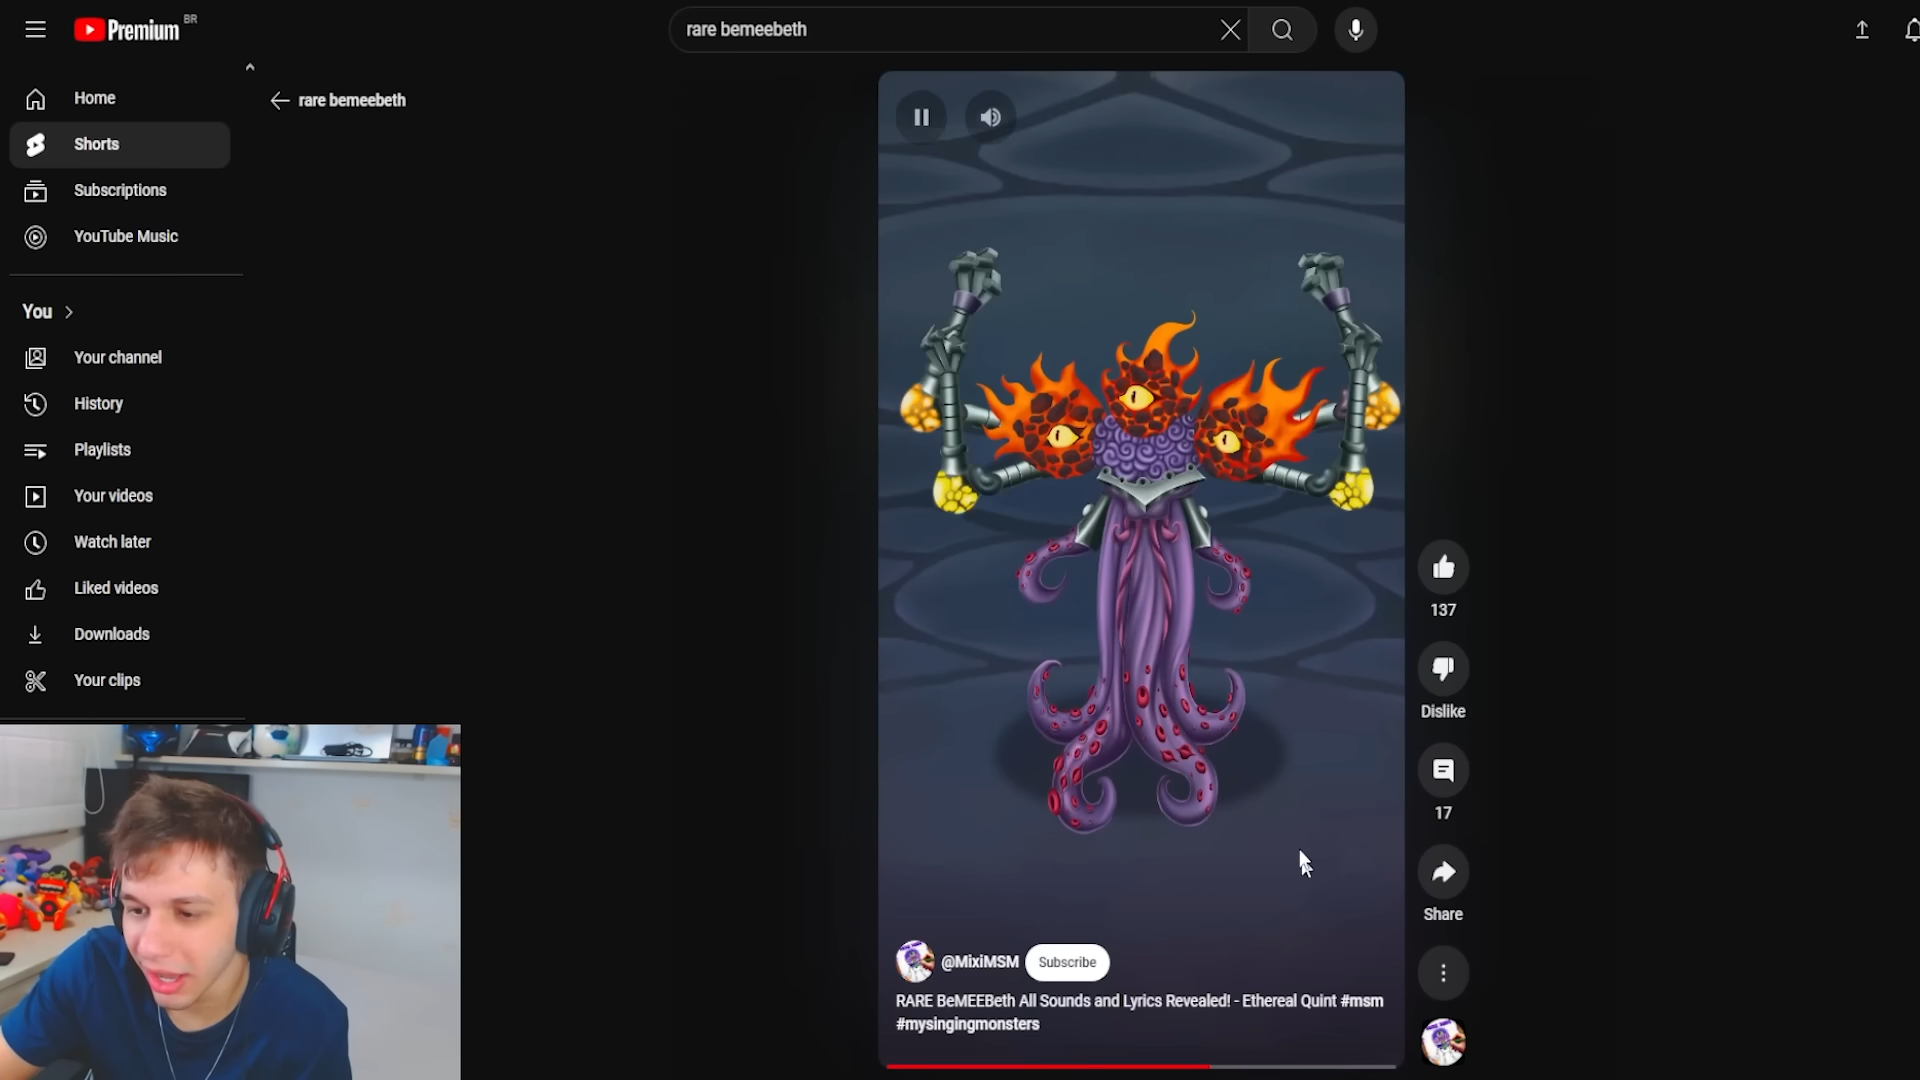 Premium BR
rare bemeebeth
rare bemeebeth
Home
Shorts
Subscriptions
YouTube Music
You
Your channel
History
Playlists
Your videos
Watch later
Liked videos
Downloads
Your clips
137
Dislike
17
Share
@MixiMSM Subscribe
RARE BeMEEBeth All Sounds and Lyrics Revealed! - Ethereal Quint #msm
#mysingingmonsters